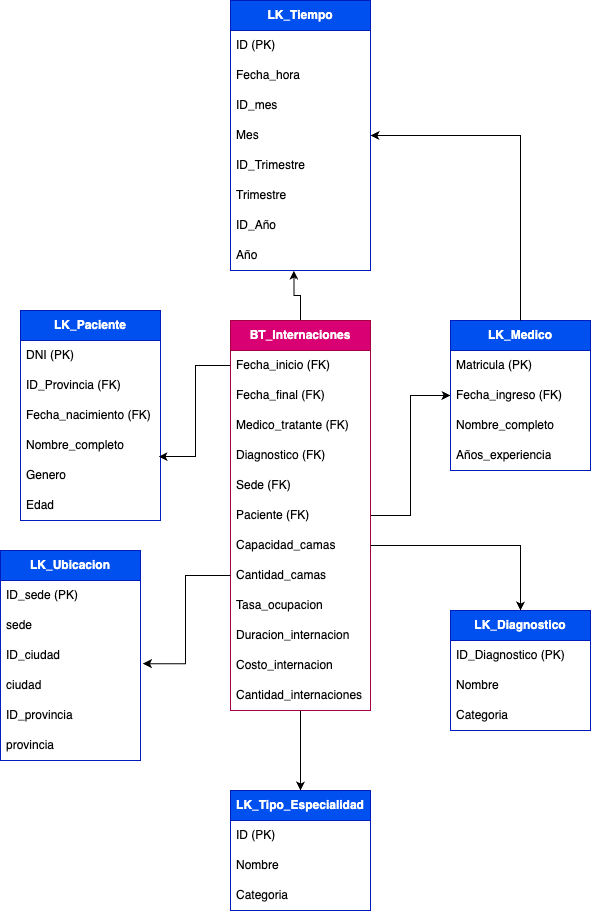 LK_Tiempo
ID (PK)
Fecha_hora
ID_mes
Mes
ID_Trimestre
Trimestre
ID_Año
Año
LK_Paciente
DNI (PK)
ID_Provincia (FK)
Fecha_nacimiento (FK)
Nombre_completo
Genero
Edad
BT_Internaciones
Fecha_inicio (FK)
Fecha_final (FK)
Medico_tratante (FK)
Diagnostico (FK)
Sede (FK)
Paciente (FK)
Capacidad_camas
Cantidad_camas
Tasa_ocupacion
Duracion_internacion
Costo_internacion
Cantidad_internaciones
LK_Medico
Matricula (PK)
Fecha_ingreso (FK)
Nombre_completo
Años_experiencia
LK_Ubicacion
ID_sede (PK)
sede
ID_ciudad
ciudad
ID_provincia
provincia
LK_Diagnostico
ID_Diagnostico (PK)
Nombre
Categoria
LK_Tipo_Especialidad
ID (PK)
Nombre
Categoria